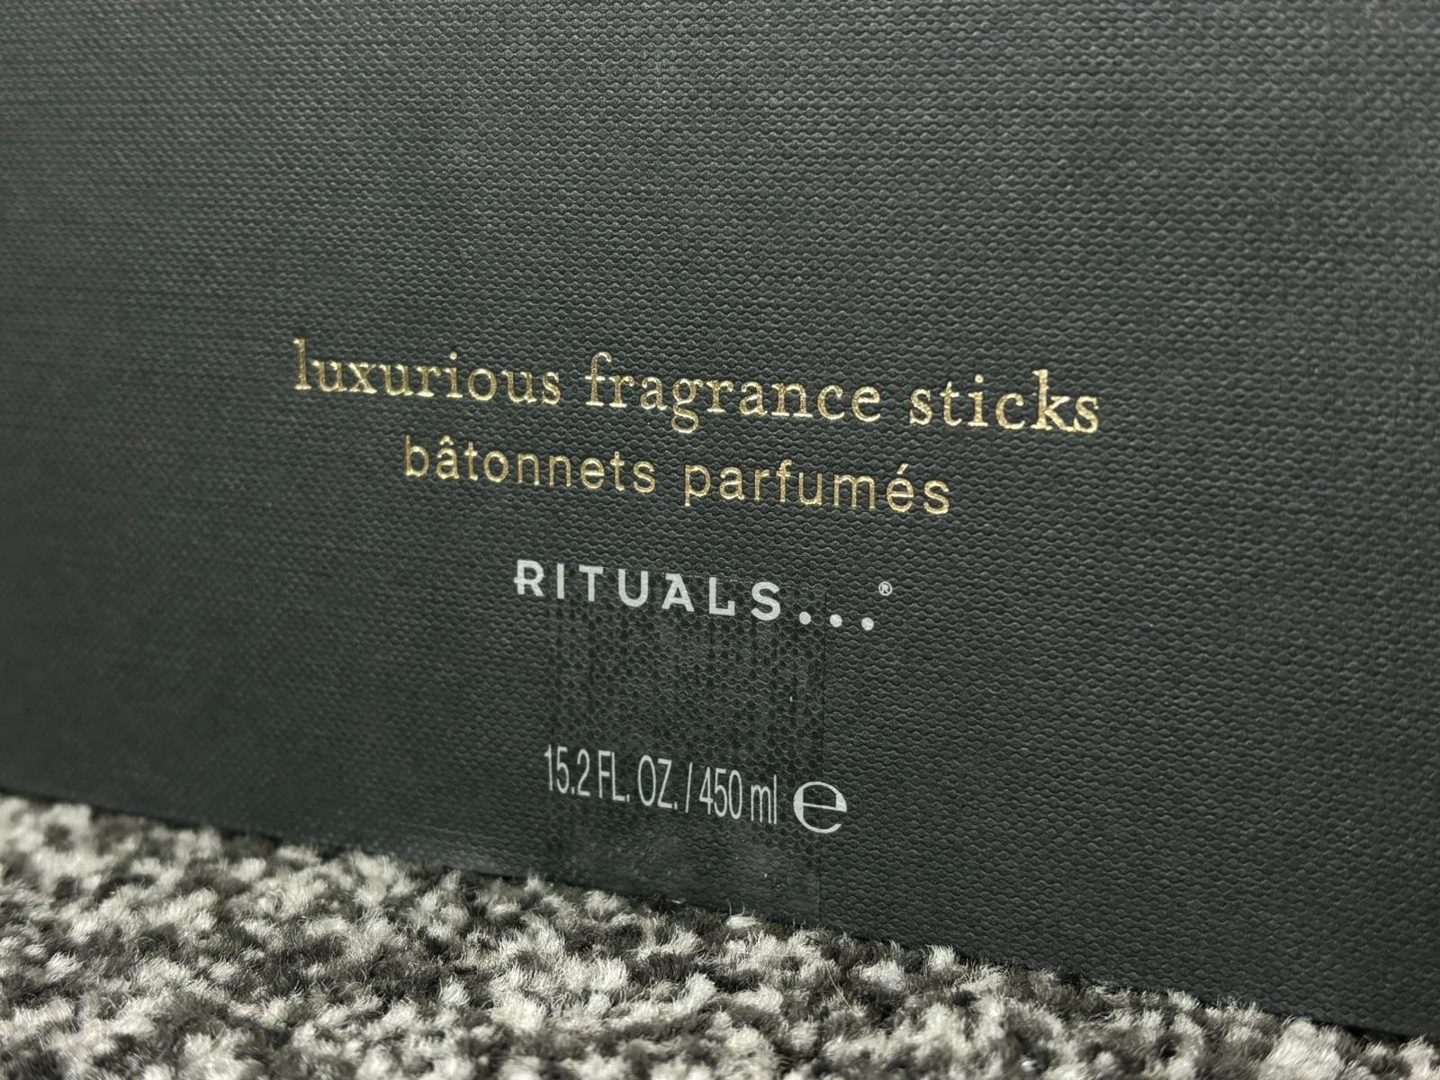 luxurious fragrance sticks
bâtonnets parfumés
RITUALS...®
15.2 FL. OZ. / 450 ml ℮